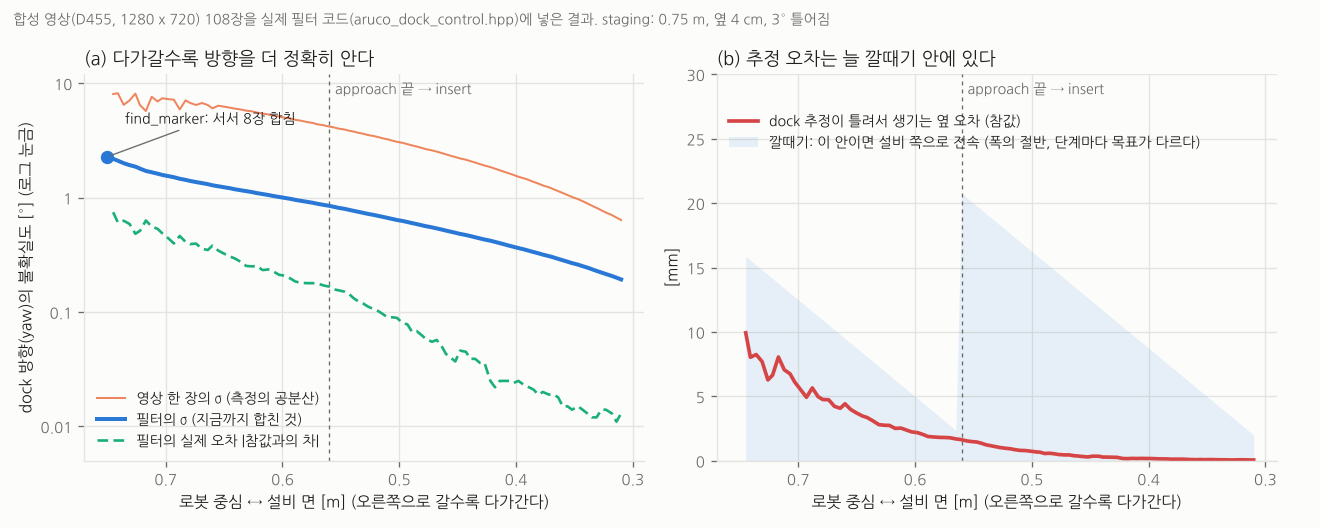 합성 영상(D455, 1280 x 720) 108장을 실제 필터 코드(aruco_dock_control.hpp)에 넣은 결과. staging: 0.75 m, 옆 4 cm, 3° 틀어짐
(a) 다가갈수록 방향을 더 정확히 안다
dock 방향(yaw)의 불확실도 [°] (로그 눈금)
10
1
0.1
0.01
approach 끝 → insert
find_marker: 서서 8장 합침
영상 한 장의 σ (측정의 공분산)
필터의 σ (지금까지 합친 것)
필터의 실제 오차 |참값과의 차|
0.7 0.6 0.5 0.4 0.3
로봇 중심 ↔ 설비 면 [m] (오른쪽으로 갈수록 다가간다)
(b) 추정 오차는 늘 깔때기 안에 있다
[mm]
30
25
20
15
10
5
0
approach 끝 → insert
dock 추정이 틀려서 생기는 옆 오차 (참값)
깔때기: 이 안이면 설비 쪽으로 전속 (폭의 절반, 단계마다 목표가 다르다)
0.7 0.6 0.5 0.4 0.3
로봇 중심 ↔ 설비 면 [m] (오른쪽으로 갈수록 다가간다)